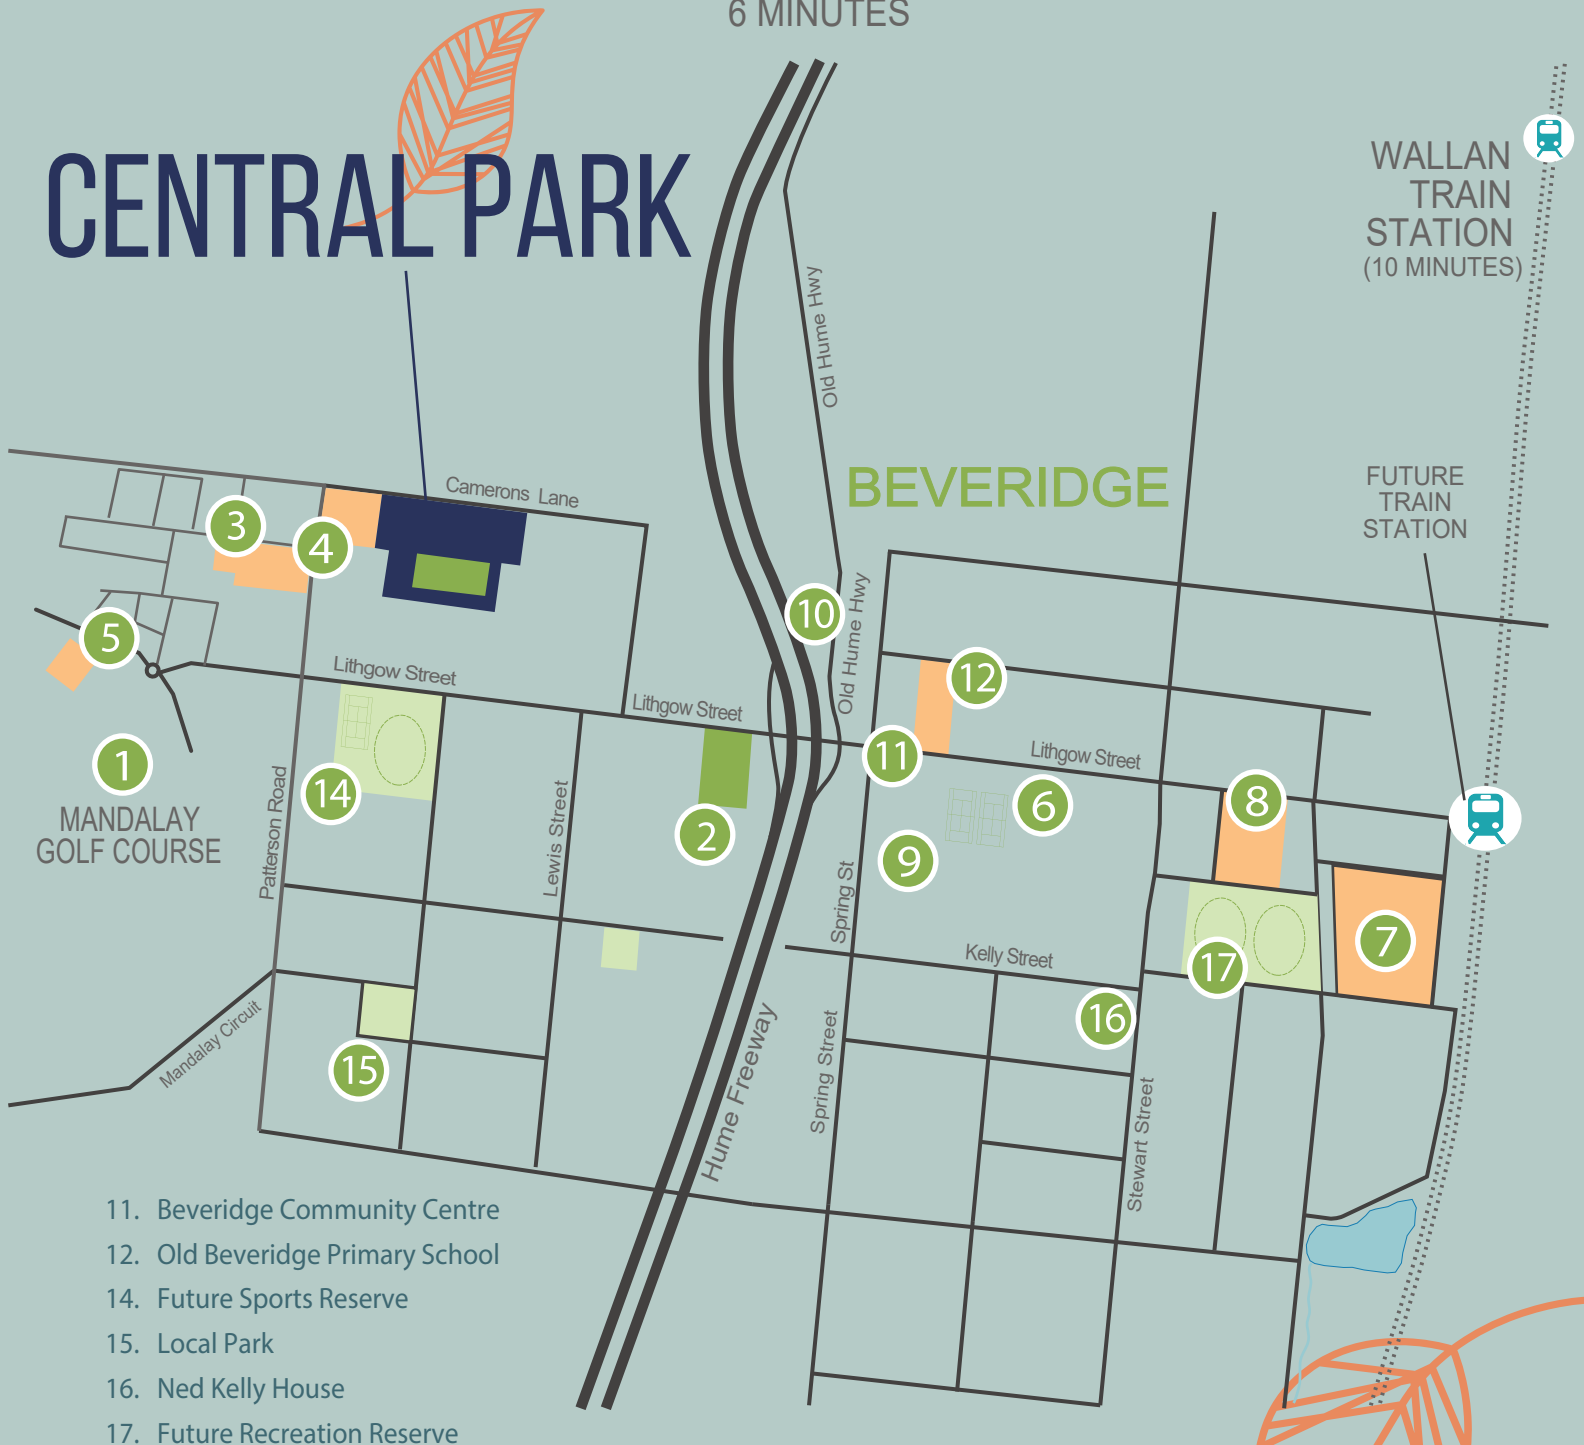 6 MINUTES
CENTRAL PARK
WALLAN
TRAIN
STATION
(10 MINUTES)
Old Hume Hwy
BEVERIDGE
FUTURE
TRAIN
STATION
Camerons Lane
3
4
5
10
Old Hume Hwy
12
Lithgow Street
Lithgow Street
11
Lithgow Street
1
MANDALAY
GOLF COURSE
14
Patterson Road
Lewis Street
2
6
8
9
Spring St
7
17
Kelly Street
16
Mandalay Circuit
15
Hume Freeway
Spring Street
Stewart Street
11. Beveridge Community Centre
12. Old Beveridge Primary School
14. Future Sports Reserve
15. Local Park
16. Ned Kelly House
17. Future Recreation Reserve